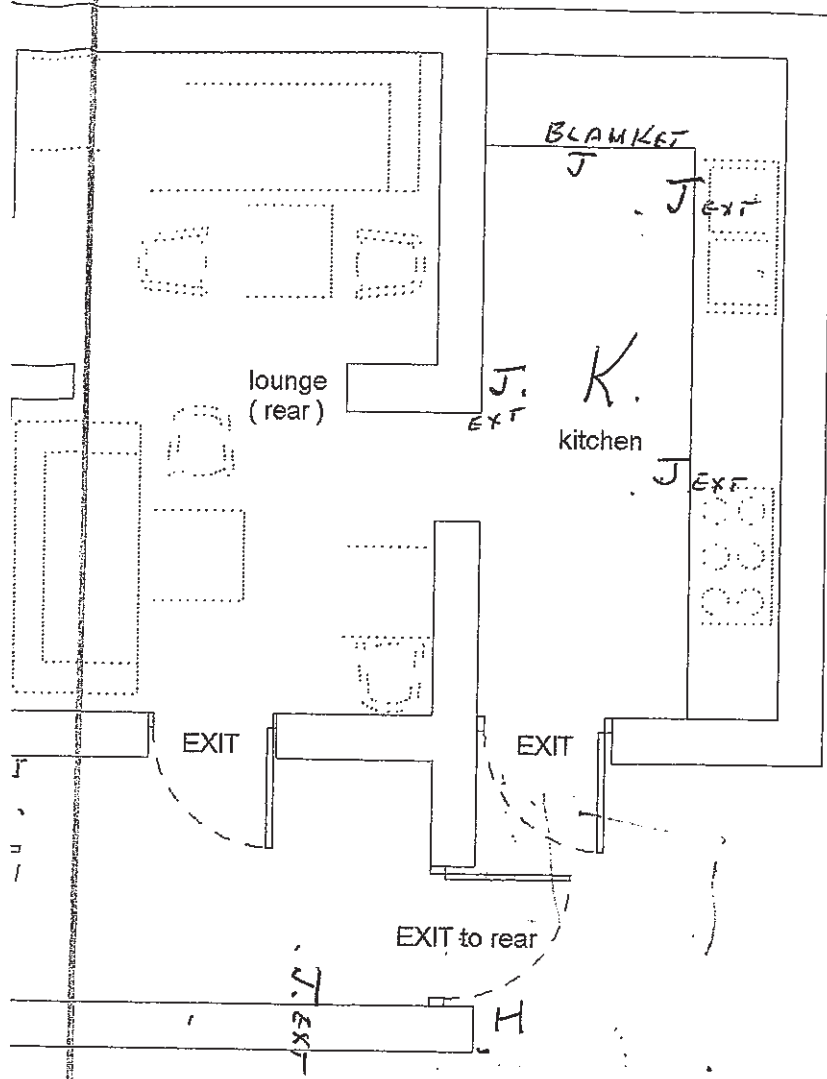 BLANKET
J
J EXT
lounge
( rear )
J.
EXT
K.
kitchen
J EXT
EXIT
EXIT
EXIT to rear
J.
EXT
H